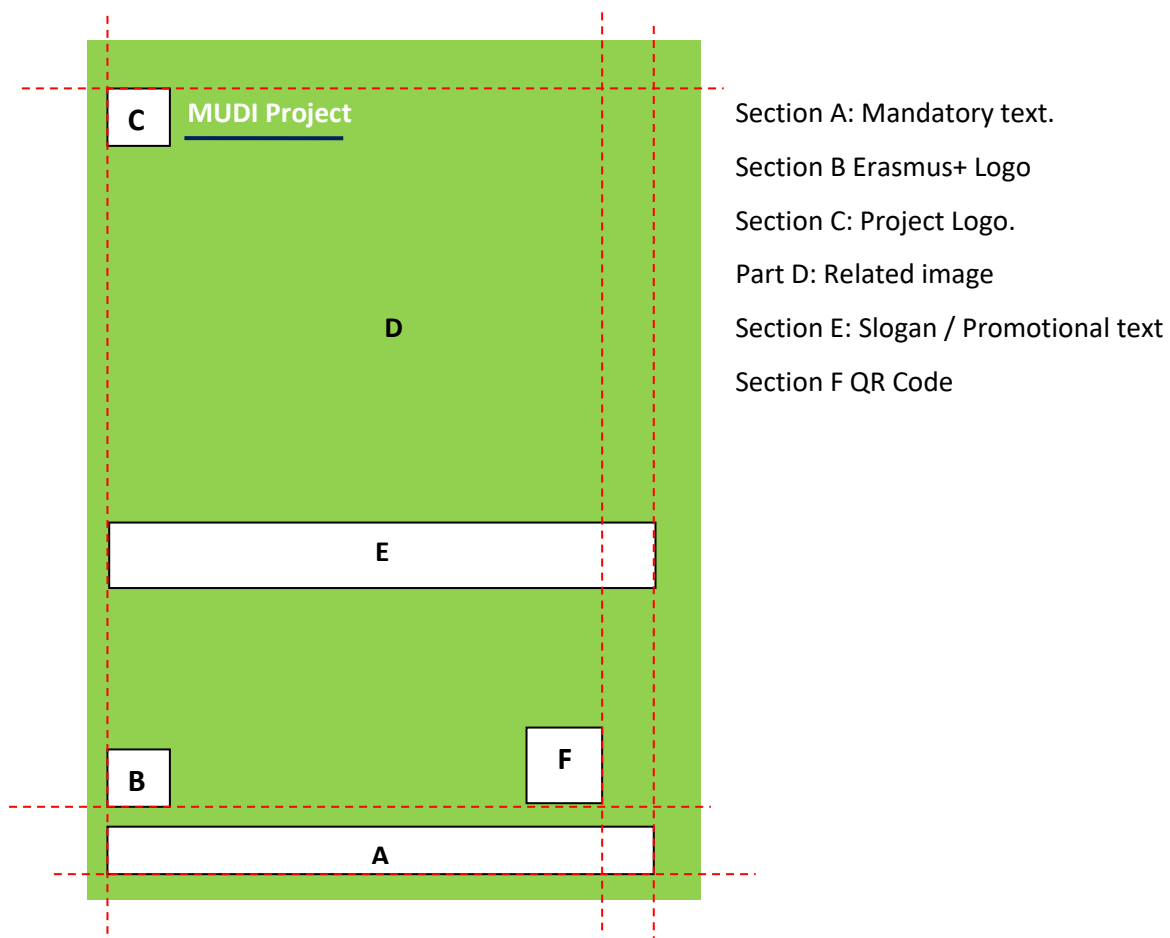 C
MUDI Project
D
E
B
F
A
Section A: Mandatory text.
Section B Erasmus+ Logo
Section C: Project Logo.
Part D: Related image
Section E: Slogan / Promotional text
Section F QR Code